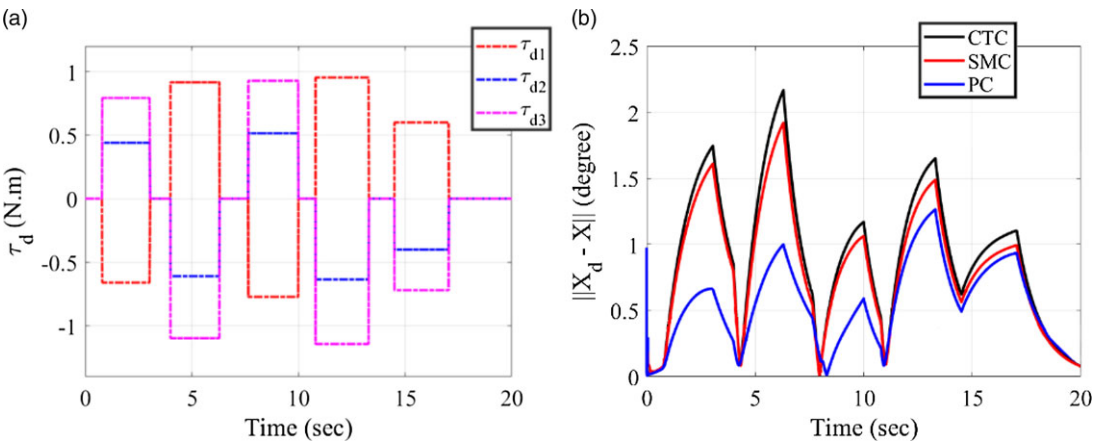 (a)
τd1
τd2
τd3
1
0.5
0
-0.5
-1
τd (N.m)
0 5 10 15 20
Time (sec)
(b)
CTC
SMC
PC
2.5
2
1.5
1
0.5
0
||Xd - X|| (degree)
0 5 10 15 20
Time (sec)